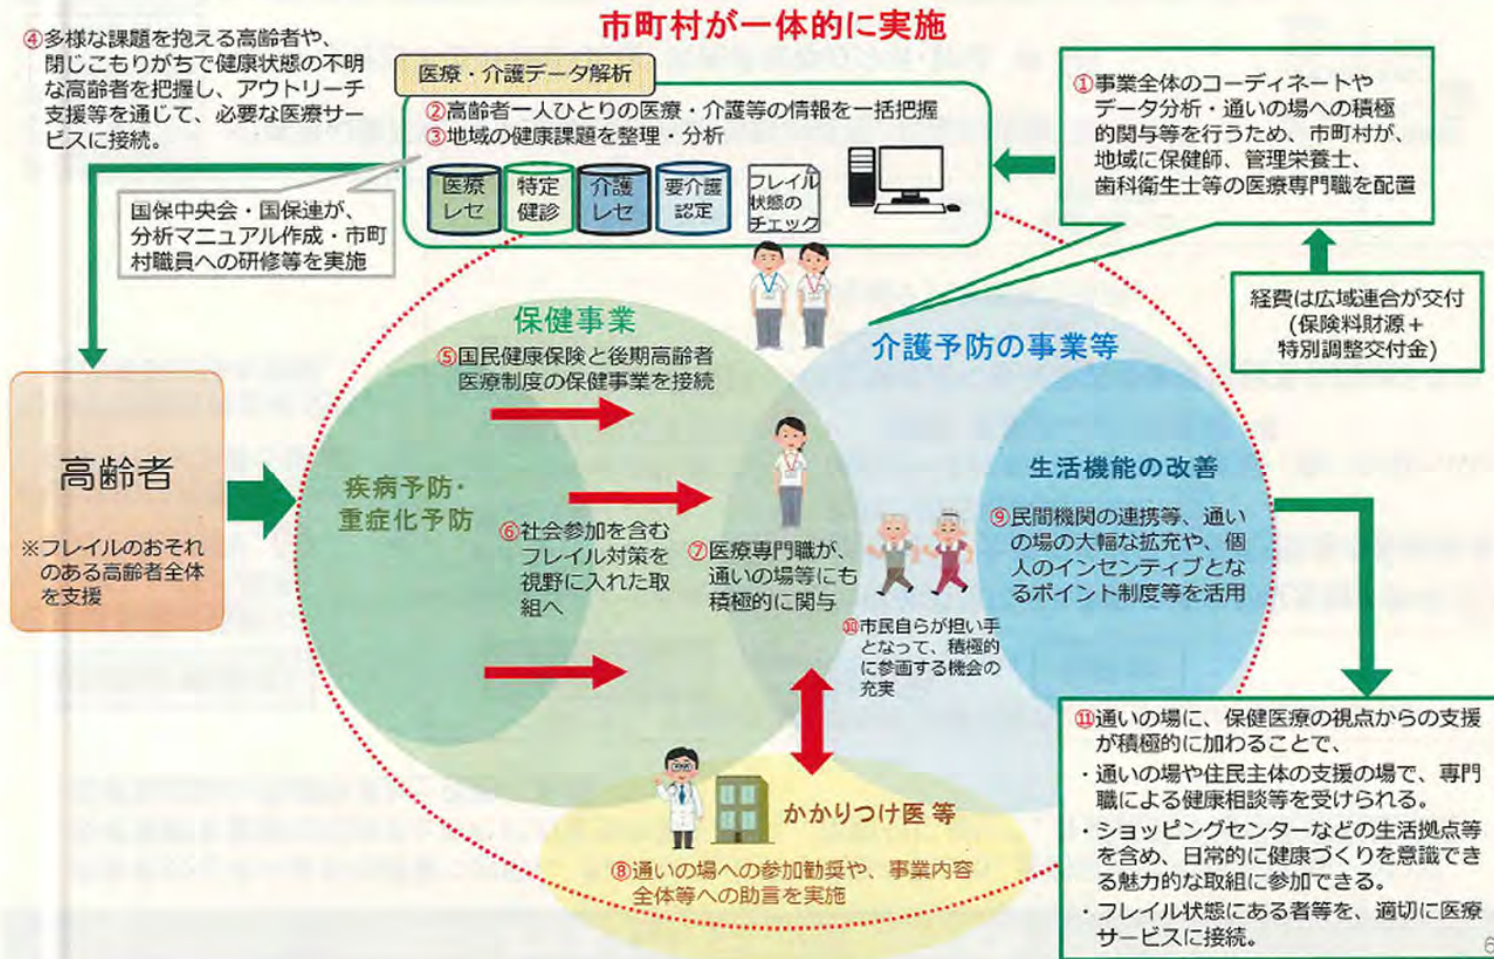 市町村が一体的に実施
④多様な課題を抱える高齢者や、
閉じこもりがちで健康状態の不明
な高齢者を把握し、アウトリーチ
支援等を通じて、必要な医療サー
ビスに接続。
医療・介護データ解析
②高齢者一人ひとりの医療・介護等の情報を一括把握
③地域の健康課題を整理・分析
医療
レセ
特定
健診
介護
レセ
要介護
認定
フレイル
状態の
チェック
①事業全体のコーディネートや
データ分析・通いの場への積極
的関与等を行うため、市町村が、
地域に保健師、管理栄養士、
歯科衛生士等の医療専門職を配置
国保中央会・国保連が、
分析マニュアル作成・市町
村職員への研修等を実施
経費は広域連合が交付
(保険料財源＋
特別調整交付金)
保健事業
⑤国民健康保険と後期高齢者
医療制度の保健事業を接続
介護予防の事業等
高齢者
※フレイルのおそれ
のある高齢者全体
を支援
疾病予防・
重症化予防
⑥社会参加を含む
フレイル対策を
視野に入れた取
組へ
⑦医療専門職が、
通いの場等にも
積極的に関与
生活機能の改善
⑨民間機関の連携等、通い
の場の大幅な拡充や、個
人のインセンティブとな
るポイント制度等を活用
⑩市民自らが担い手
となって、積極的
に参画する機会の
充実
かかりつけ医 等
⑧通いの場への参加勧奨や、事業内容
全体等への助言を実施
⑪通いの場に、保健医療の視点からの支援
が積極的に加わることで、
・通いの場や住民主体の支援の場で、専門
職による健康相談等を受けられる。
・ショッピングセンターなどの生活拠点等
を含め、日常的に健康づくりを意識でき
る魅力的な取組に参加できる。
・フレイル状態にある者等を、適切に医療
サービスに接続。
6